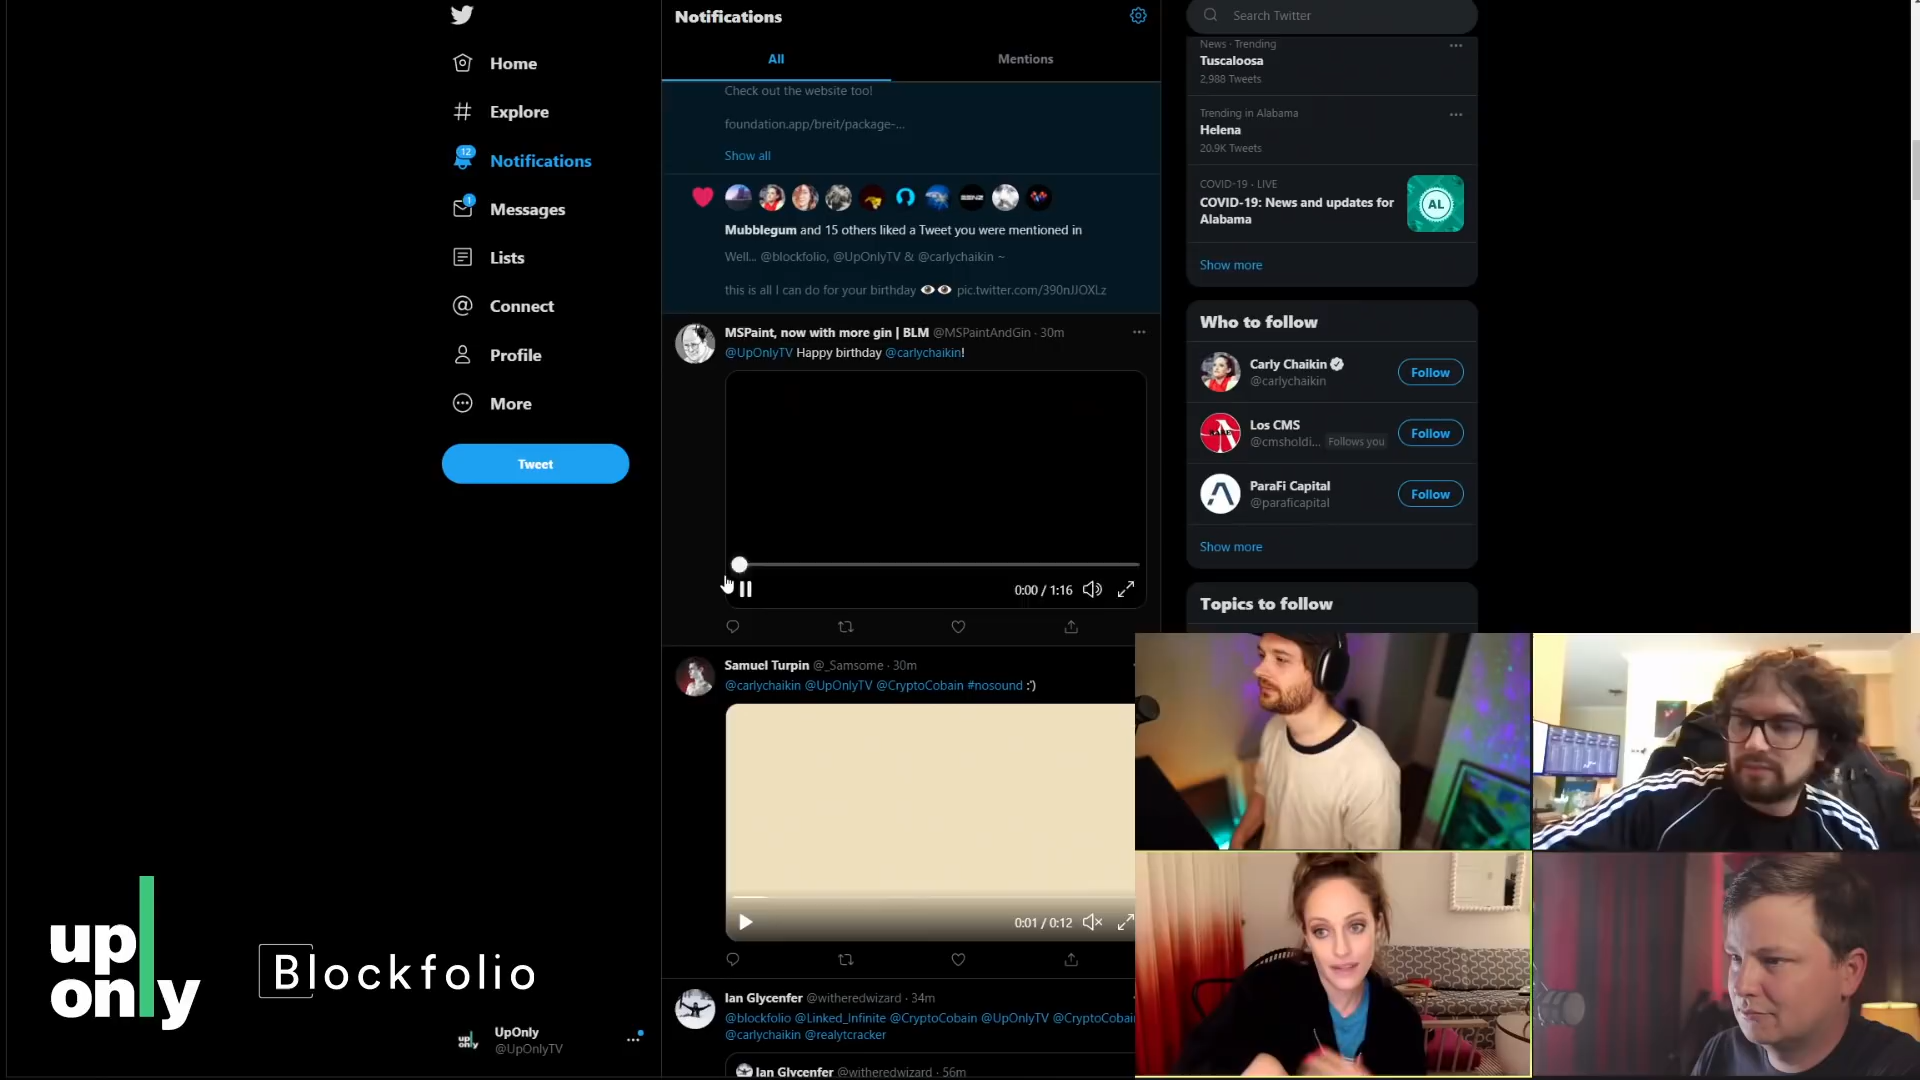 Home
Explore
12
Notifications
1
Messages
Lists
Connect
Profile
More
Tweet
up
only
Blockfolio
UpOnly
@UpOnlyTV
Notifications
All
Mentions
Check out the website too!
foundation.app/breit/package-...
Show all
Mubblegum and 15 others liked a Tweet you were mentioned in
Well... @blockfolio, @UpOnlyTV & @carlychaikin ~
this is all I can do for your birthday 👁️👁️ pic.twitter.com/390nJJOXLz
MSPaint, now with more gin | BLM @MSPaintAndGin · 30m
@UpOnlyTV Happy birthday @carlychaikin!
0:00 / 1:16
Samuel Turpin @_Samsome · 30m
@carlychaikin @UpOnlyTV @CryptoCobain #nosound :')
0:01 / 0:12
Ian Glycenfer @witheredwizard · 34m
@blockfolio @Linked_Infinite @CryptoCobain @UpOnlyTV @CryptoCobai
@carlychaikin @realytcracker
Ian Glycenfer @witheredwizard · 56m
Search Twitter
News · Trending
Tuscaloosa
2,988 Tweets
Trending in Alabama
Helena
20.9K Tweets
COVID-19 · LIVE
COVID-19: News and updates for
Alabama
AL
Show more
Who to follow
Carly Chaikin
@carlychaikin
Follow
Los CMS
@cmsholdi... Follows you
Follow
ParaFi Capital
@paraficapital
Follow
Show more
Topics to follow